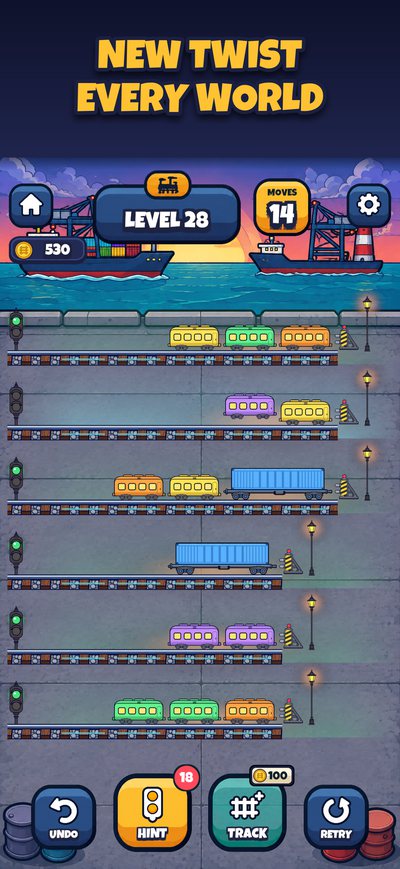 NEW TWIST
EVERY WORLD
LEVEL 28
MOVES
14
530
18
100
UNDO
HINT
TRACK
RETRY